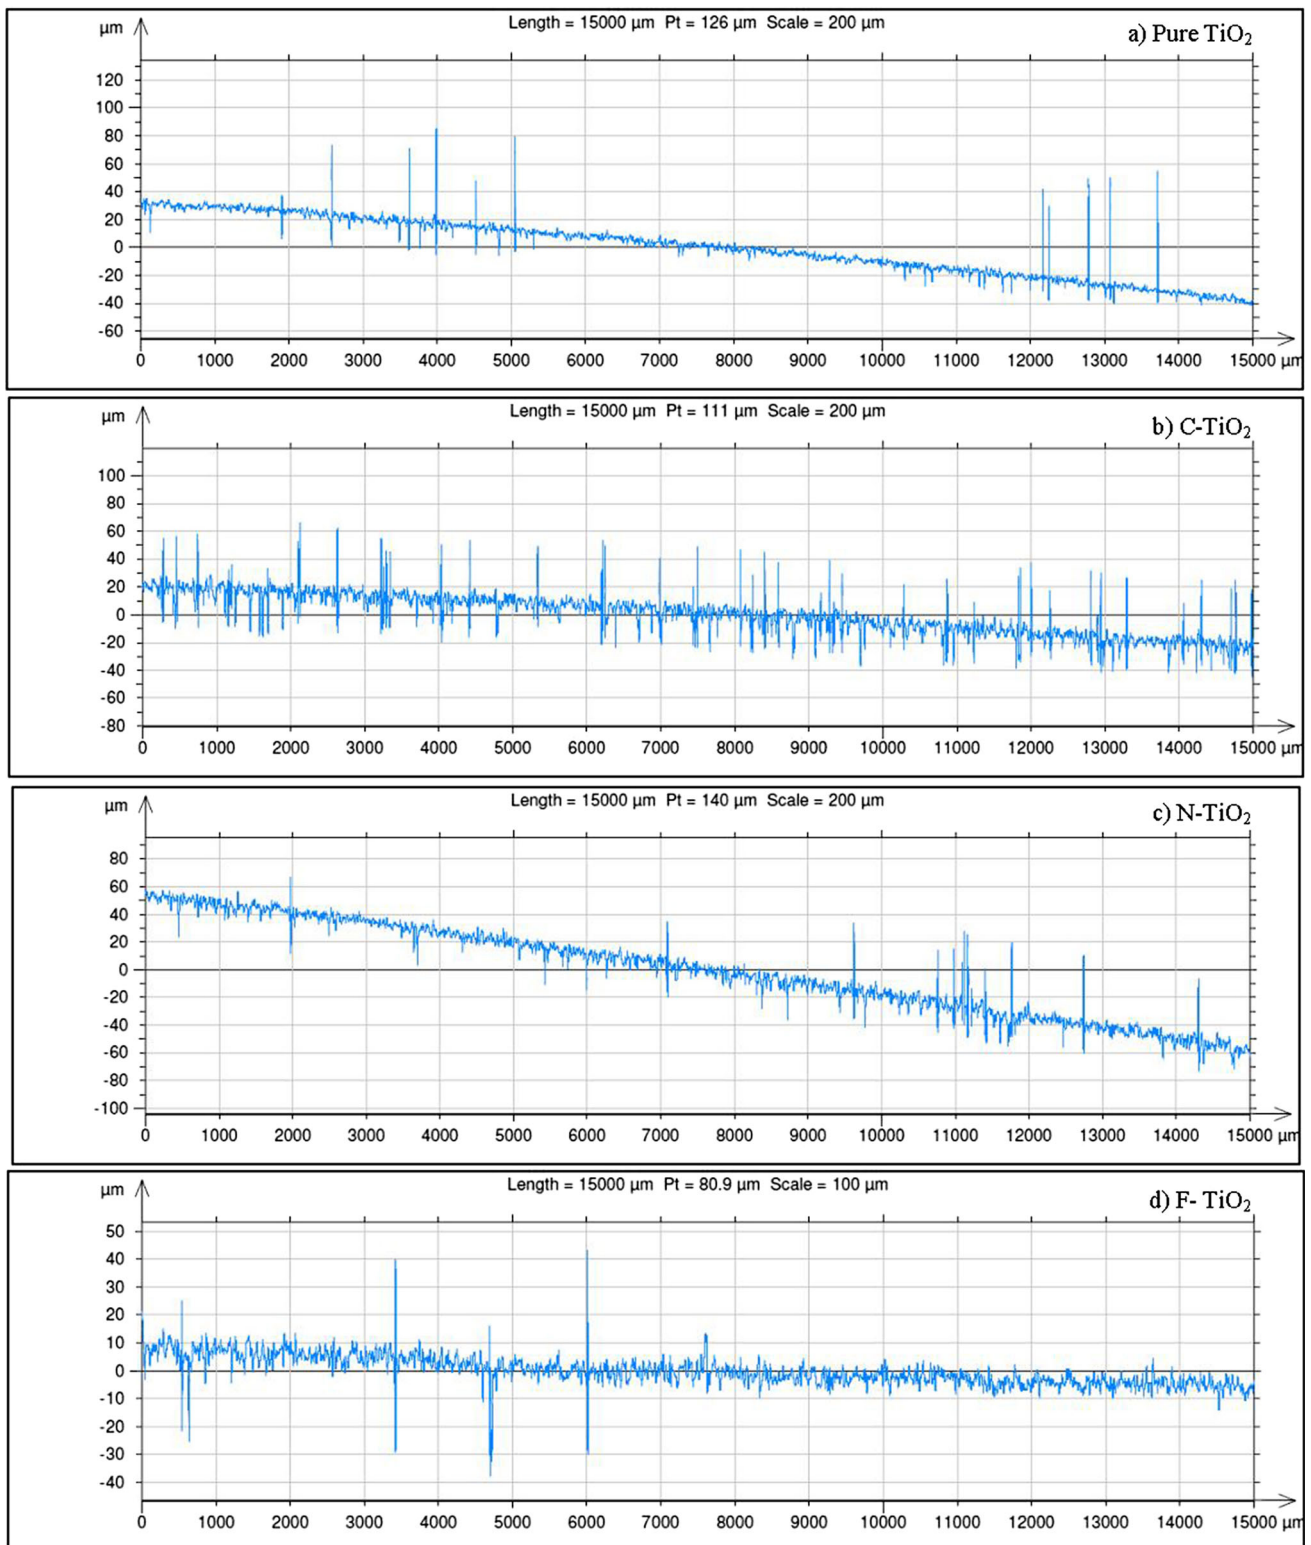 Length = 15000 µm Pt = 126 µm Scale = 200 µm
µm
a) Pure TiO2
120
100
80
60
40
20
0
-20
-40
-60
0 1000 2000 3000 4000 5000 6000 7000 8000 9000 10000 11000 12000 13000 14000 15000 µm
Length = 15000 µm Pt = 111 µm Scale = 200 µm
µm
b) C-TiO2
100
80
60
40
20
0
-20
-40
-60
-80
0 1000 2000 3000 4000 5000 6000 7000 8000 9000 10000 11000 12000 13000 14000 15000 µm
Length = 15000 µm Pt = 140 µm Scale = 200 µm
µm
c) N-TiO2
80
60
40
20
0
-20
-40
-60
-80
-100
0 1000 2000 3000 4000 5000 6000 7000 8000 9000 10000 11000 12000 13000 14000 15000 µm
Length = 15000 µm Pt = 80.9 µm Scale = 100 µm
µm
d) F- TiO2
50
40
30
20
10
0
-10
-20
-30
-40
0 1000 2000 3000 4000 5000 6000 7000 8000 9000 10000 11000 12000 13000 14000 15000 µm